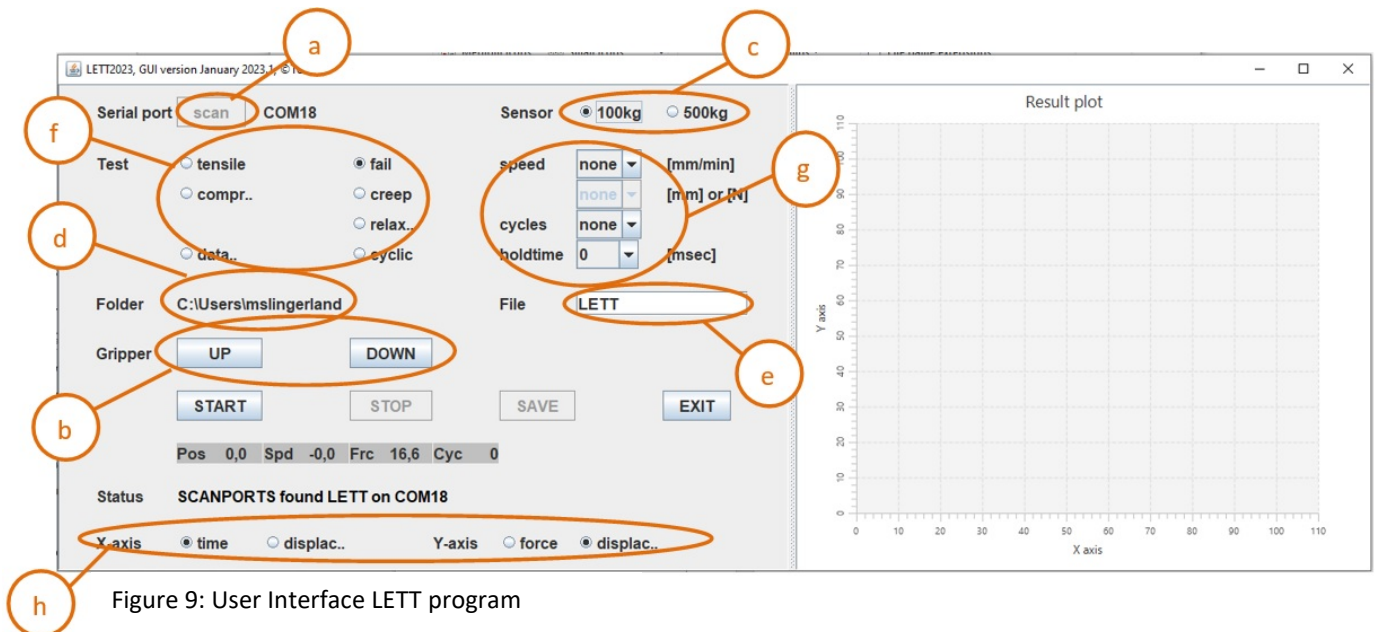 a
c
LETT2023, GUI version January 2023,1, ©
Serial port scan COM18 Sensor 100kg 500kg
f
Test tensile fail speed none [mm/min]
g
compr.. creep none [mm] or [N]
relax.. cycles none
d
data.. cyclic holdtime 0 [msec]
Folder C:\Users\mslingerland File LETT
Gripper UP DOWN
e
START STOP SAVE EXIT
b
Pos 0,0 Spd -0,0 Frc 16,6 Cyc 0
Status SCANPORTS found LETT on COM18
X-axis time displac.. Y-axis force displac..
h
Result plot
110
100
90
80
70
60
50
40
30
20
10
0
Y axis
0 10 20 30 40 50 60 70 80 90 100 110
X axis
Figure 9: User Interface LETT program